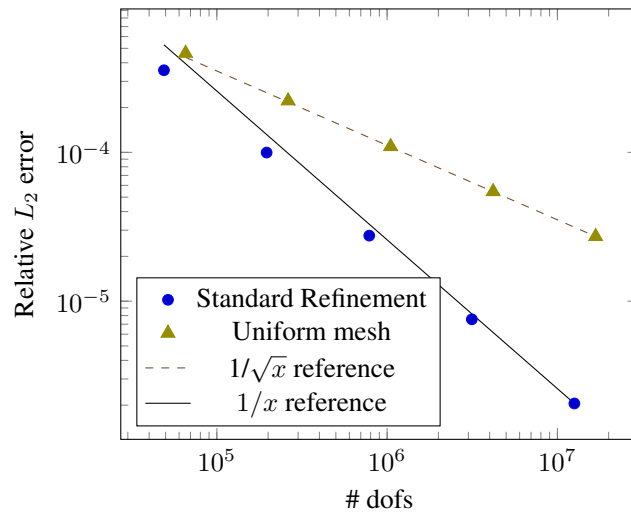 10⁻⁴
10⁻⁵
Relative L₂ error
Standard Refinement
Uniform mesh
1/√x reference
1/x reference
10⁵ 10⁶ 10⁷
# dofs